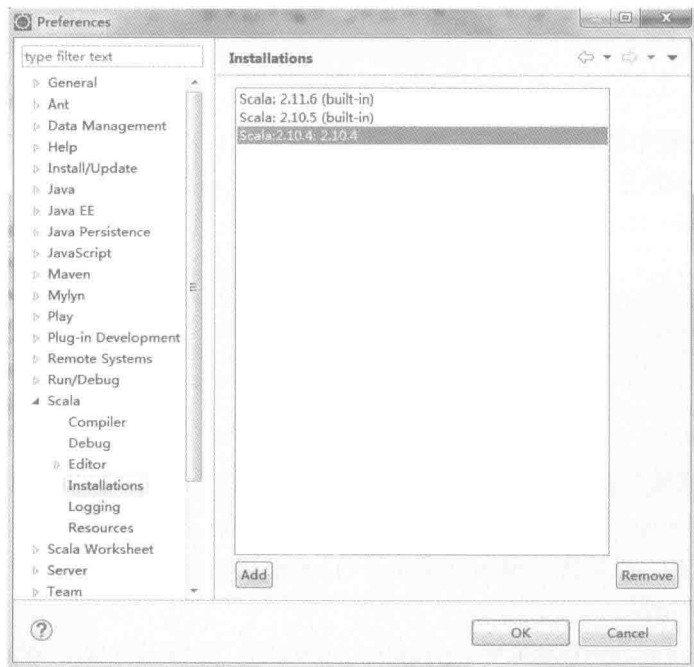 Preferences
type filter text
General
Ant
Data Management
Help
Install/Update
Java
Java EE
Java Persistence
JavaScript
Maven
Mylyn
Play
Plug-in Development
Remote Systems
Run/Debug
Scala
Compiler
Debug
Editor
Installations
Logging
Resources
Scala Worksheet
Server
Team
Installations
Scala: 2.11.6 (built-in)
Scala: 2.10.5 (built-in)
Scala:2.10.4: 2.10.4
Add
Remove
?
OK
Cancel